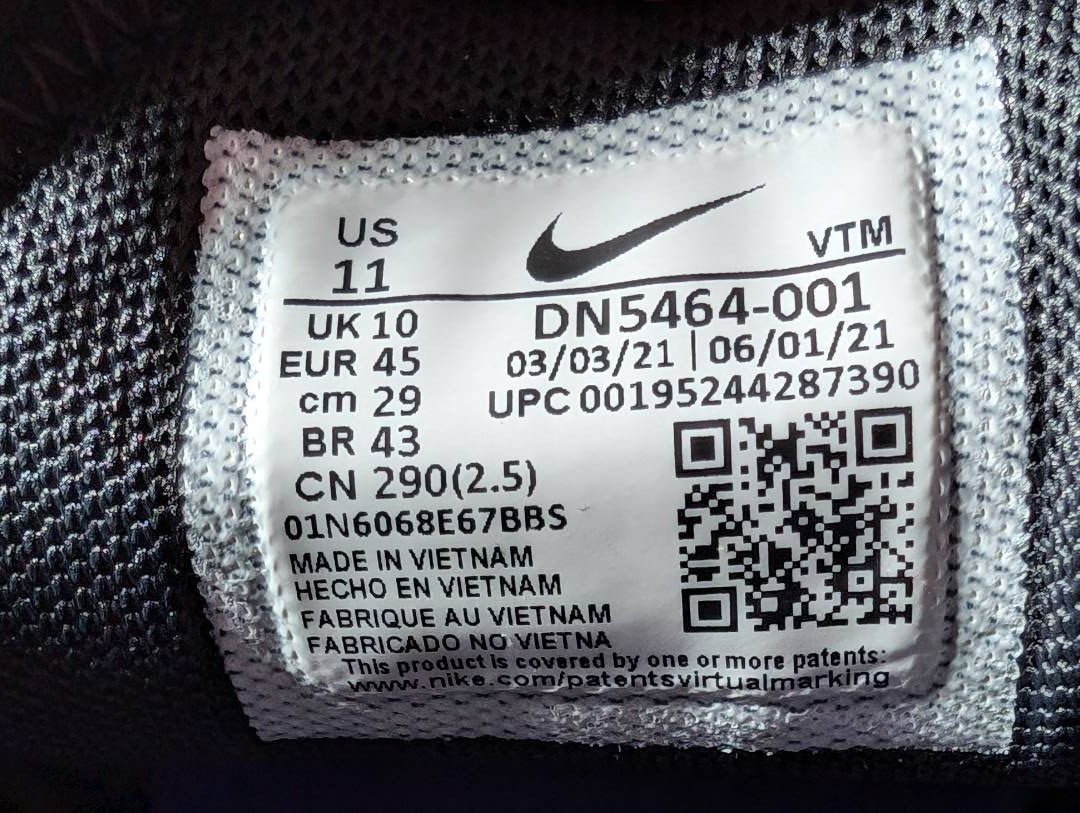 US
11
VTM
UK 10
EUR 45
cm 29
BR 43
CN 290(2.5)
DN5464-001
03/03/21 | 06/01/21
UPC 00195244287390
01N6068E67BBS
MADE IN VIETNAM
HECHO EN VIETNAM
FABRIQUE AU VIETNAM
FABRICADO NO VIETNA
This product is covered by one or more patents:
www.nike.com/patentsvirtualmarking